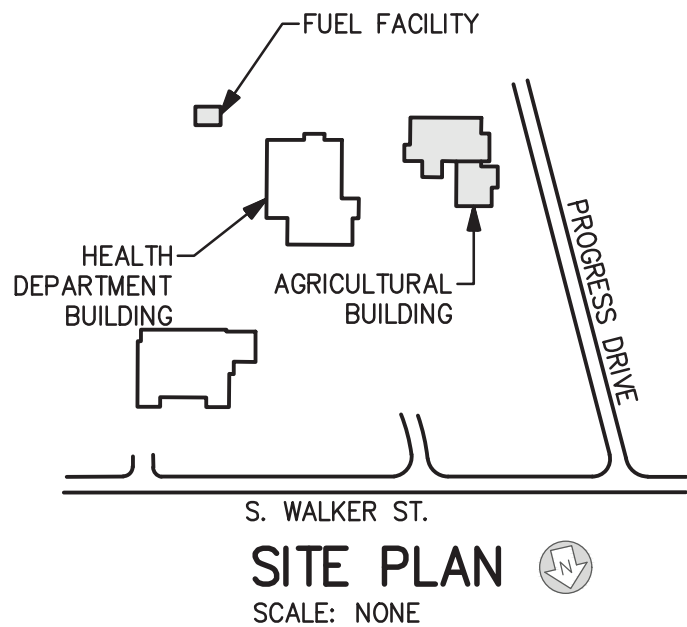 FUEL FACILITY
HEALTH
DEPARTMENT
BUILDING
AGRICULTURAL
BUILDING
PROGRESS DRIVE
S. WALKER ST.
SITE PLAN
N
SCALE: NONE